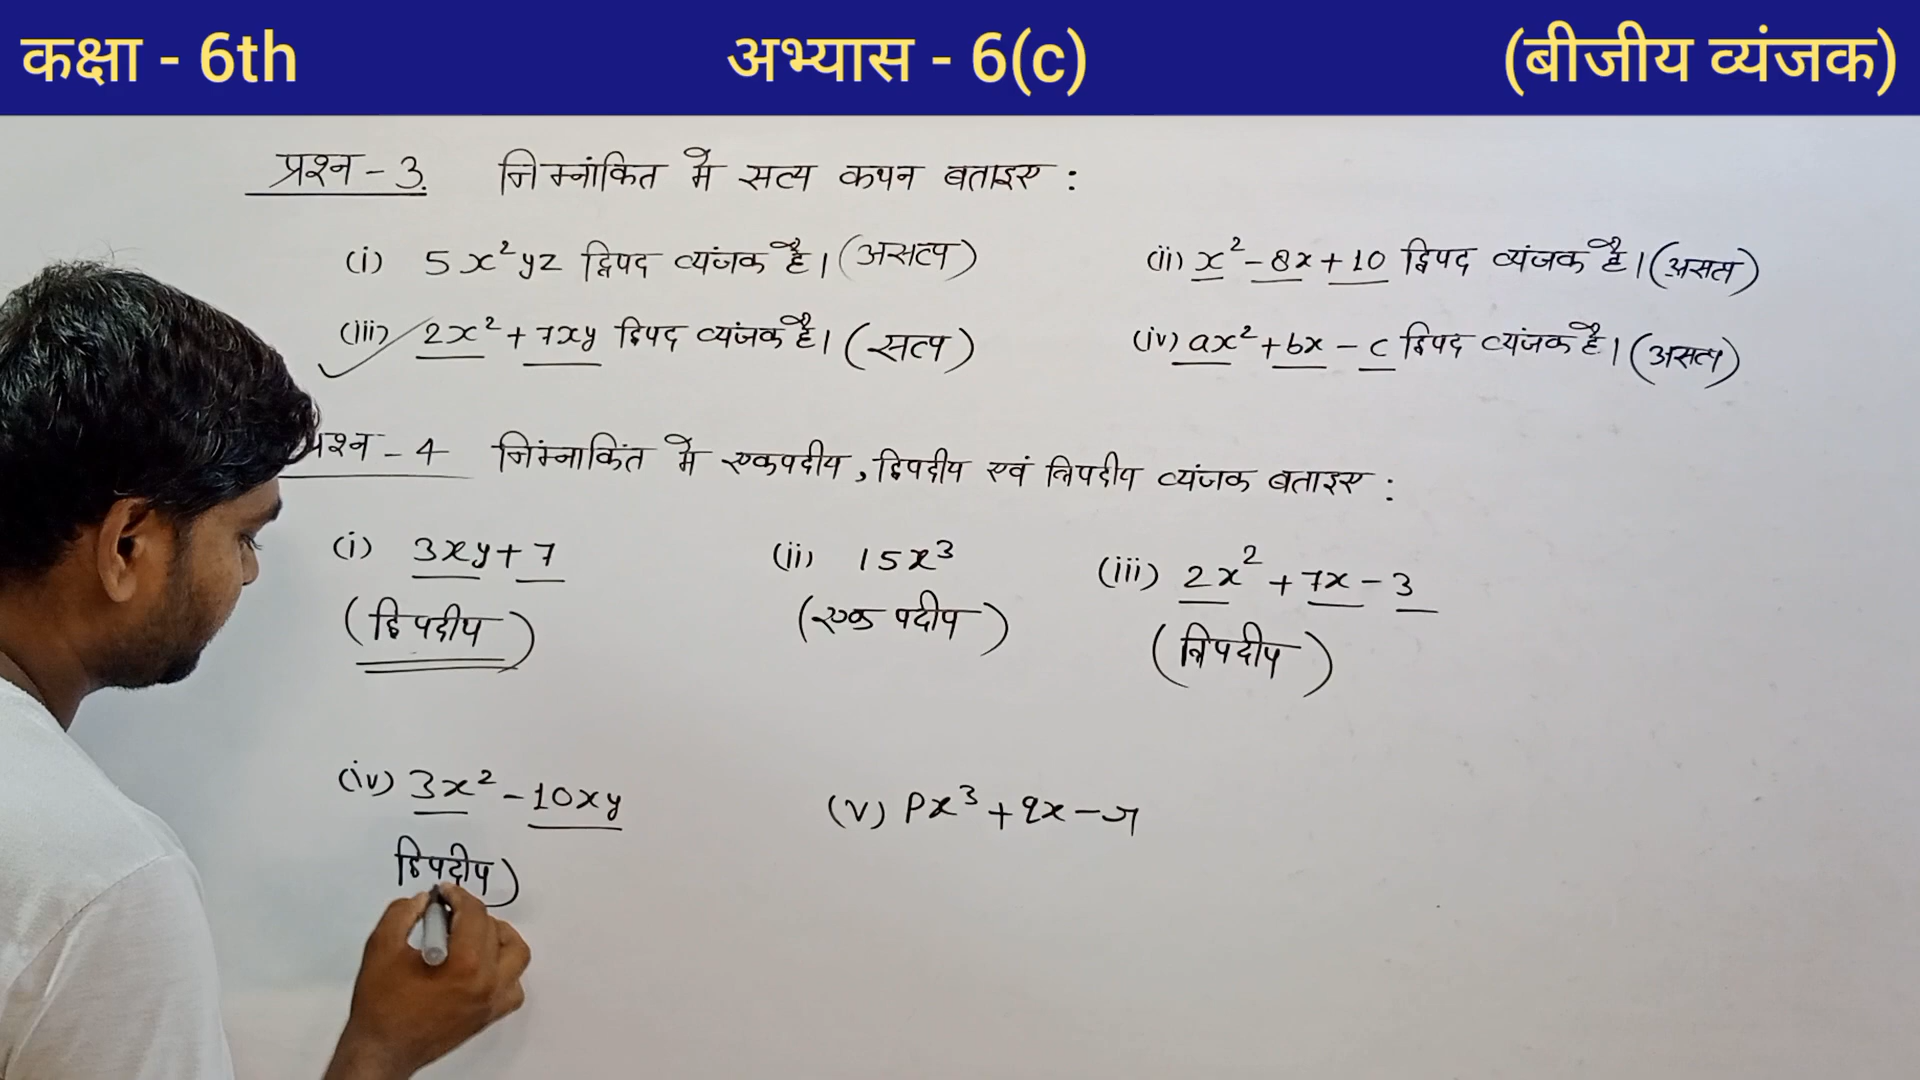 कक्षा - 6th अभ्यास - 6(c) (बीजीय व्यंजक)
प्रश्न - 3. निम्नांकित मे सत्य कथन बताइए :
(i) 5x²yz द्विपद व्यंजक है। (असत्य) (ii) x² - 8x + 10 द्विपद व्यंजक है। (असत्य)
(iii) 2x² + 7xy द्विपद व्यंजक है। (सत्य) (iv) ax² + bx - c द्विपद व्यंजक है। (असत्य)
प्रश्न - 4 निंम्नाकिंत मे एकपदीय, द्विपदीय एवं त्रिपदीय व्यंजक बताइए :
(i) 3xy + 7 (ii) 15x³ (iii) 2x² + 7x - 3
(द्विपदीय) (एक पदीय) (त्रिपदीय)
(iv) 3x² - 10xy (v) px³ + qx - r
द्विपदीय)